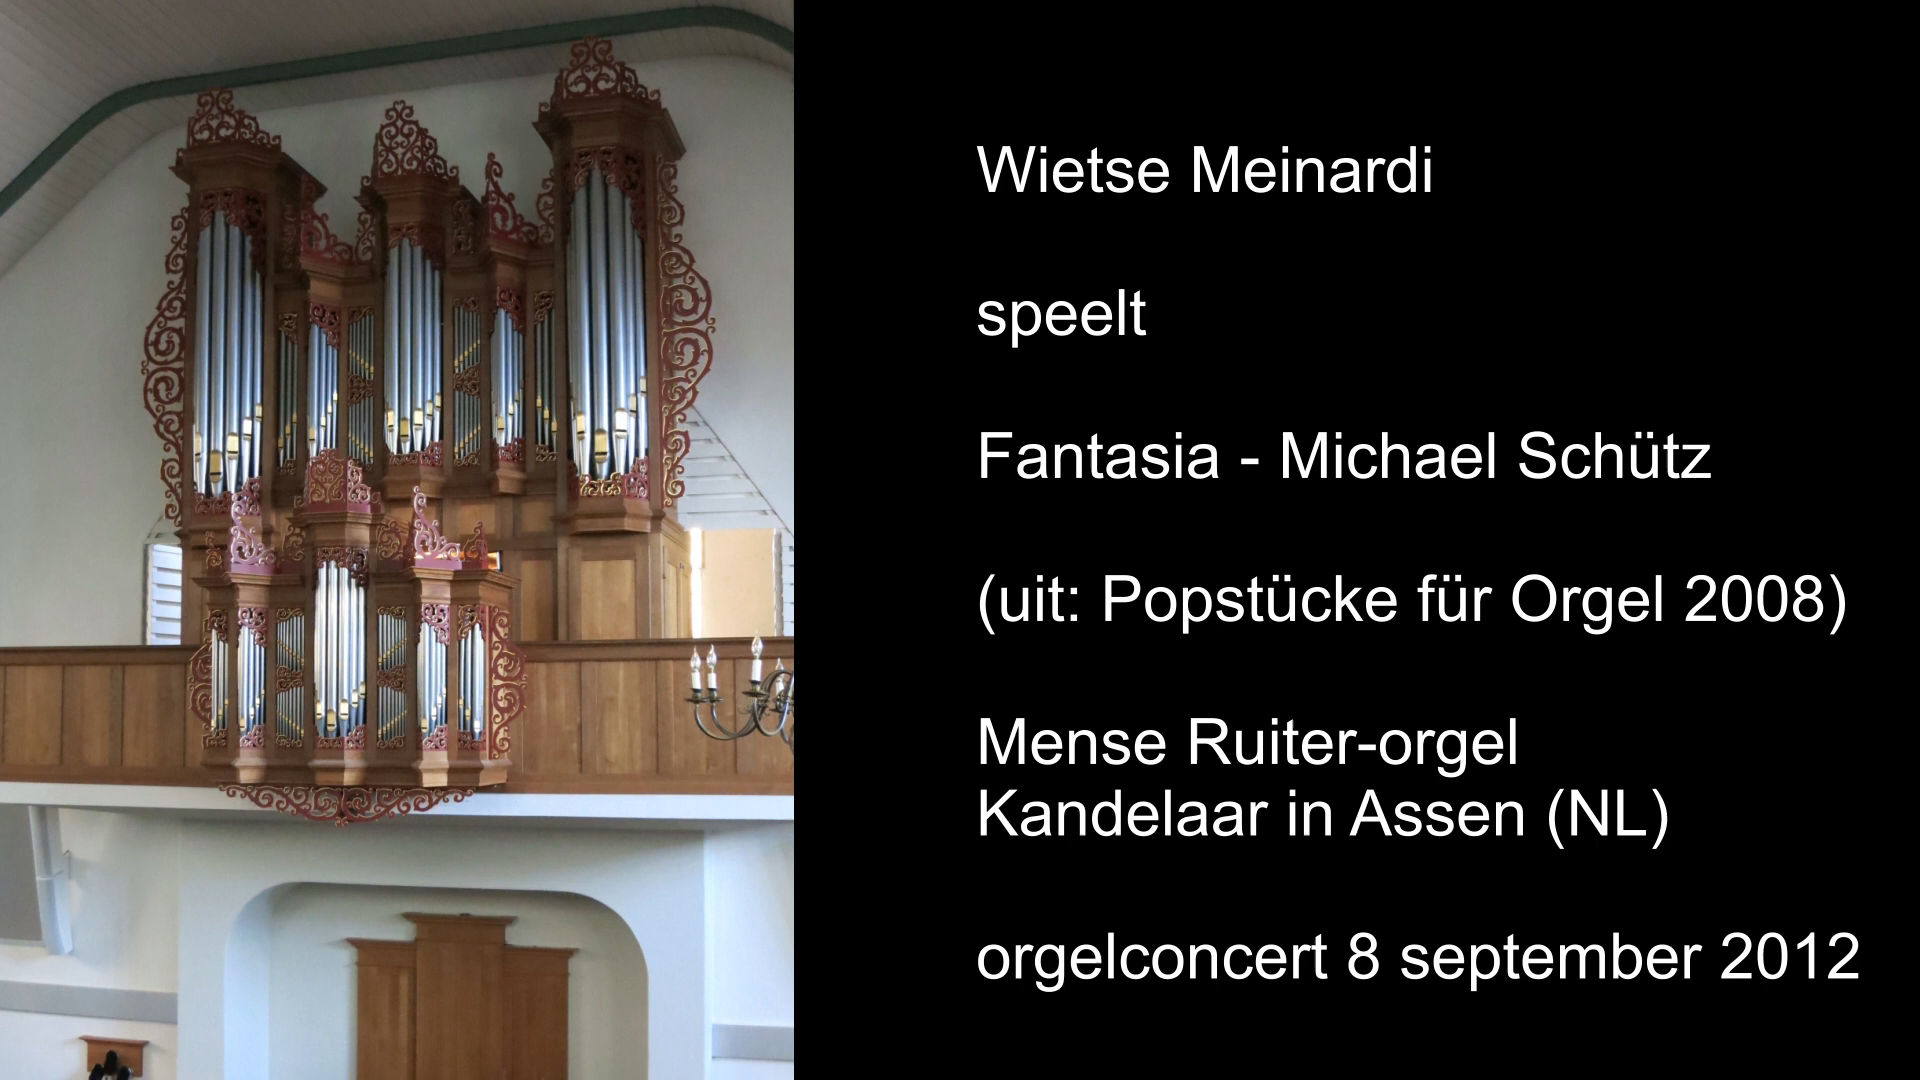 Wietse Meinardi
speelt
Fantasia - Michael Schütz
(uit: Popstücke für Orgel 2008)
Mense Ruiter-orgel
Kandelaar in Assen (NL)
orgelconcert 8 september 2012